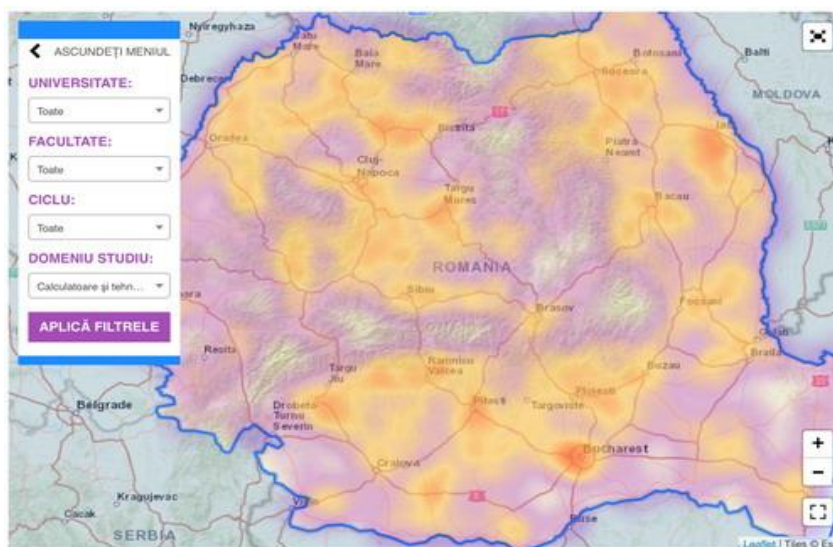 ASCUNDEȚI MENIUL
UNIVERSITATE:
Toate
FACULTATE:
Toate
CICLU:
Toate
DOMENIU STUDIU:
Calculatoare și tehn...
APLICĂ FILTRELE
Nyiregyhaza
Satu
Mare
Baia
Mare
Botosani
Balti
Debrecen
Suceava
MOLDOVA
Oradea
Bistrita
Iasi
Cluj-
Napoca
Piatra
Neamt
Targu
Mures
Bacau
ROMANIA
Sibiu
Brasov
Focsani
Galati
Resita
Targu
Jiu
Ramnicu
Valcea
Buzau
Braila
Belgrade
Drobeta-
Turnu
Severin
Pitesti
Targoviste
Ploiesti
Bucharest
Craiova
+
−
Kragujevac
Vidin
Cacak
Ruse
SERBIA
Leaflet | Tiles © Es